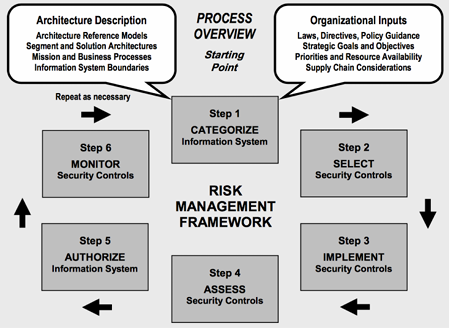 Architecture Description
Architecture Reference Models
Segment and Solution Architectures
Mission and Business Processes
Information System Boundaries
PROCESS
OVERVIEW
Starting
Point
Organizational Inputs
Laws, Directives, Policy Guidance
Strategic Goals and Objectives
Priorities and Resource Availability
Supply Chain Considerations
Repeat as necessary
Step 1
CATEGORIZE
Information System
Step 6
MONITOR
Security Controls
Step 2
SELECT
Security Controls
RISK
MANAGEMENT
FRAMEWORK
Step 5
AUTHORIZE
Information System
Step 3
IMPLEMENT
Security Controls
Step 4
ASSESS
Security Controls